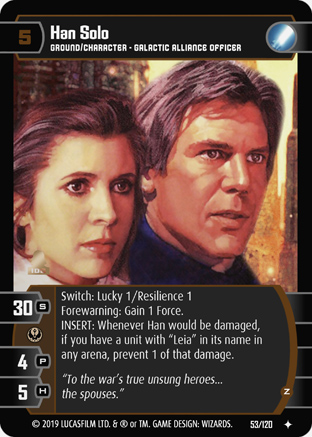 5
Han Solo
GROUND/CHARACTER - GALACTIC ALLIANCE OFFICER
30 S
4 P
5 H
Switch: Lucky 1/Resilience 1
Forewarning: Gain 1 Force.
INSERT: Whenever Han would be damaged,
if you have a unit with “Leia” in its name in
any arena, prevent 1 of that damage.
“To the war’s true unsung heroes...
the spouses.”
Z
© 2019 LUCASFILM LTD. & ® or TM. GAME DESIGN: WIZARDS.
53/120